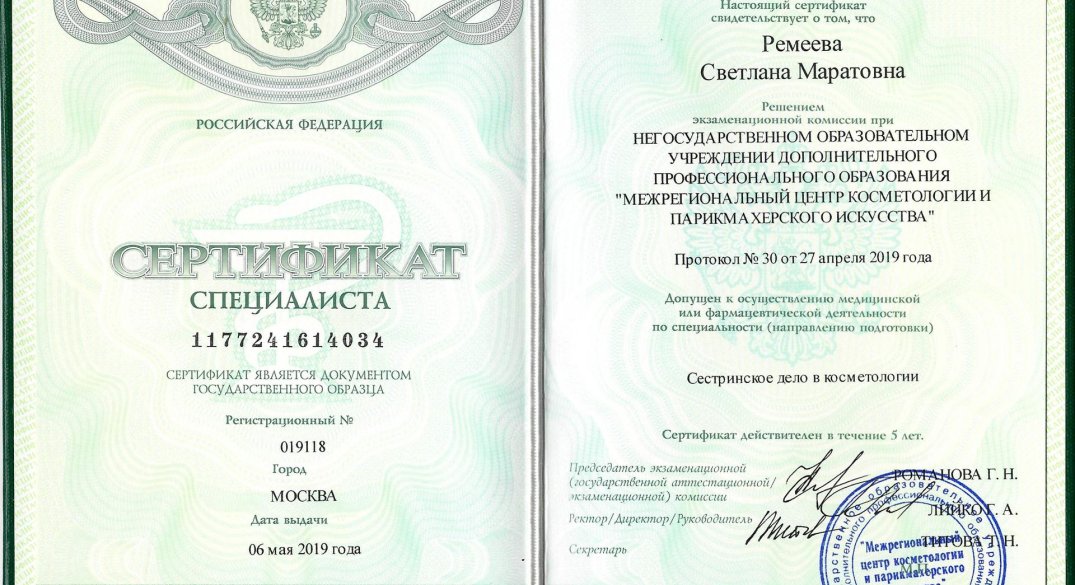 РОССИЙСКАЯ ФЕДЕРАЦИЯ
СЕРТИФИКАТ
СПЕЦИАЛИСТА
1177241614034
СЕРТИФИКАТ ЯВЛЯЕТСЯ ДОКУМЕНТОМ
ГОСУДАРСТВЕННОГО ОБРАЗЦА
Регистрационный №
019118
Город
МОСКВА
Дата выдачи
06 мая 2019 года
Настоящий сертификат
свидетельствует о том, что
Ремеева
Светлана Маратовна
Решением
экзаменационной комиссии при
НЕГОСУДАРСТВЕННОМ ОБРАЗОВАТЕЛЬНОМ
УЧРЕЖДЕНИИ ДОПОЛНИТЕЛЬНОГО
ПРОФЕССИОНАЛЬНОГО ОБРАЗОВАНИЯ
"МЕЖРЕГИОНАЛЬНЫЙ ЦЕНТР КОСМЕТОЛОГИИ И
ПАРИКМАХЕРСКОГО ИСКУССТВА"
Протокол № 30 от 27 апреля 2019 года
Допущен к осуществлению медицинской
или фармацевтической деятельности
по специальности (направлению подготовки)
Сестринское дело в косметологии
Сертификат действителен в течение 5 лет.
Председатель экзаменационной
(государственной аттестационной/
экзаменационной) комиссии
РОМАНОВА Г. Н.
Ректор/Директор/Руководитель
ЛИЙКО Г. А.
Секретарь
ТИТОВА Т. Н.
М.П.
"Межрегиональный
центр косметологии
и парикмахерского